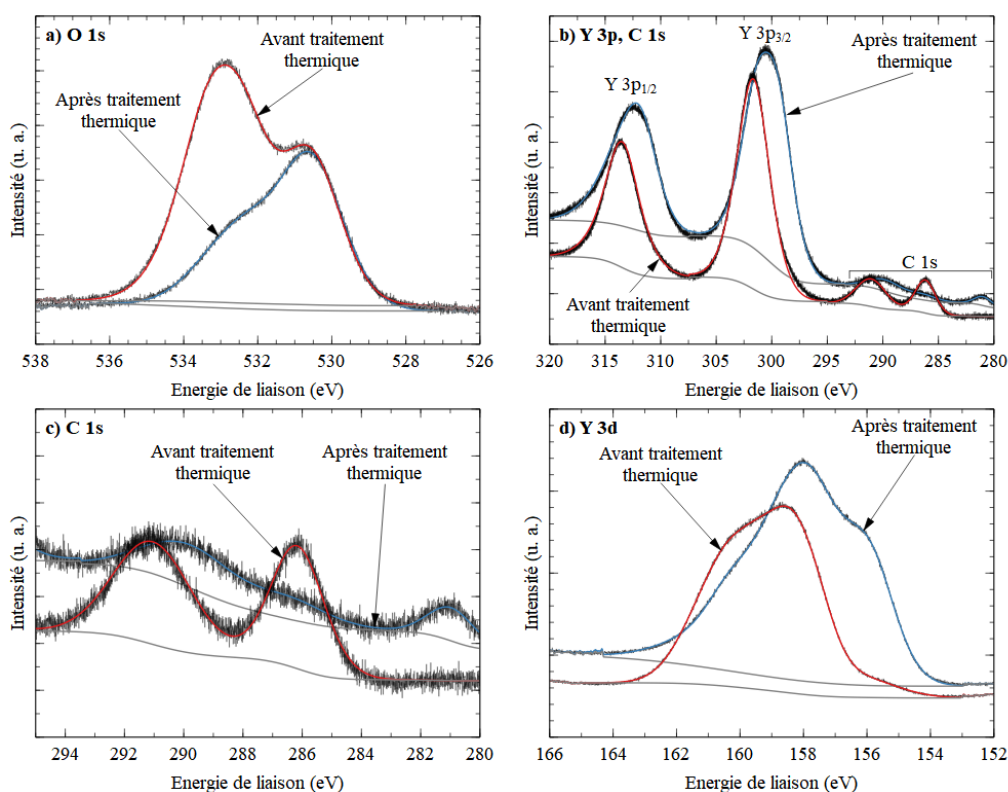 a) O 1s
Avant traitement
thermique
Après traitement
thermique
Intensité (u. a.)
538 536 534 532 530 528 526
Energie de liaison (eV)
b) Y 3p, C 1s
Y 3p3/2
Après traitement
thermique
Y 3p1/2
C 1s
Avant traitement
thermique
Intensité (u. a.)
320 315 310 305 300 295 290 285 280
Energie de liaison (eV)
c) C 1s
Avant traitement
thermique
Après traitement
thermique
Intensité (u. a.)
294 292 290 288 286 284 282 280
Energie de liaison (eV)
d) Y 3d
Avant traitement
thermique
Après traitement
thermique
Intensité (u. a.)
166 164 162 160 158 156 154 152
Energie de liaison (eV)